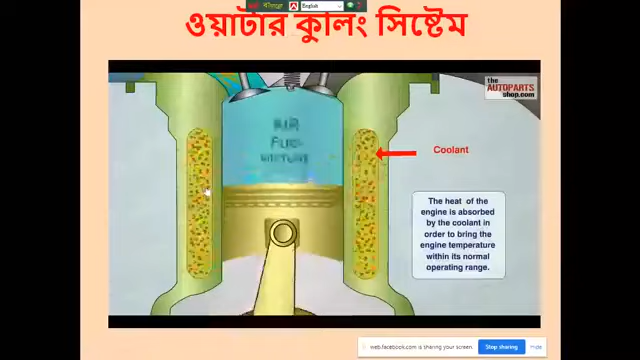 English
ওয়াটার কুলিং সিষ্টেম
the
AUTOPARTS
shop.com
AIR
FUEL
MIXTURE
Coolant
The heat of the
engine is absorbed
by the coolant in
order to bring the
engine temperature
within its normal
operating range.
web.facebook.com is sharing your screen.
Stop sharing
Hide